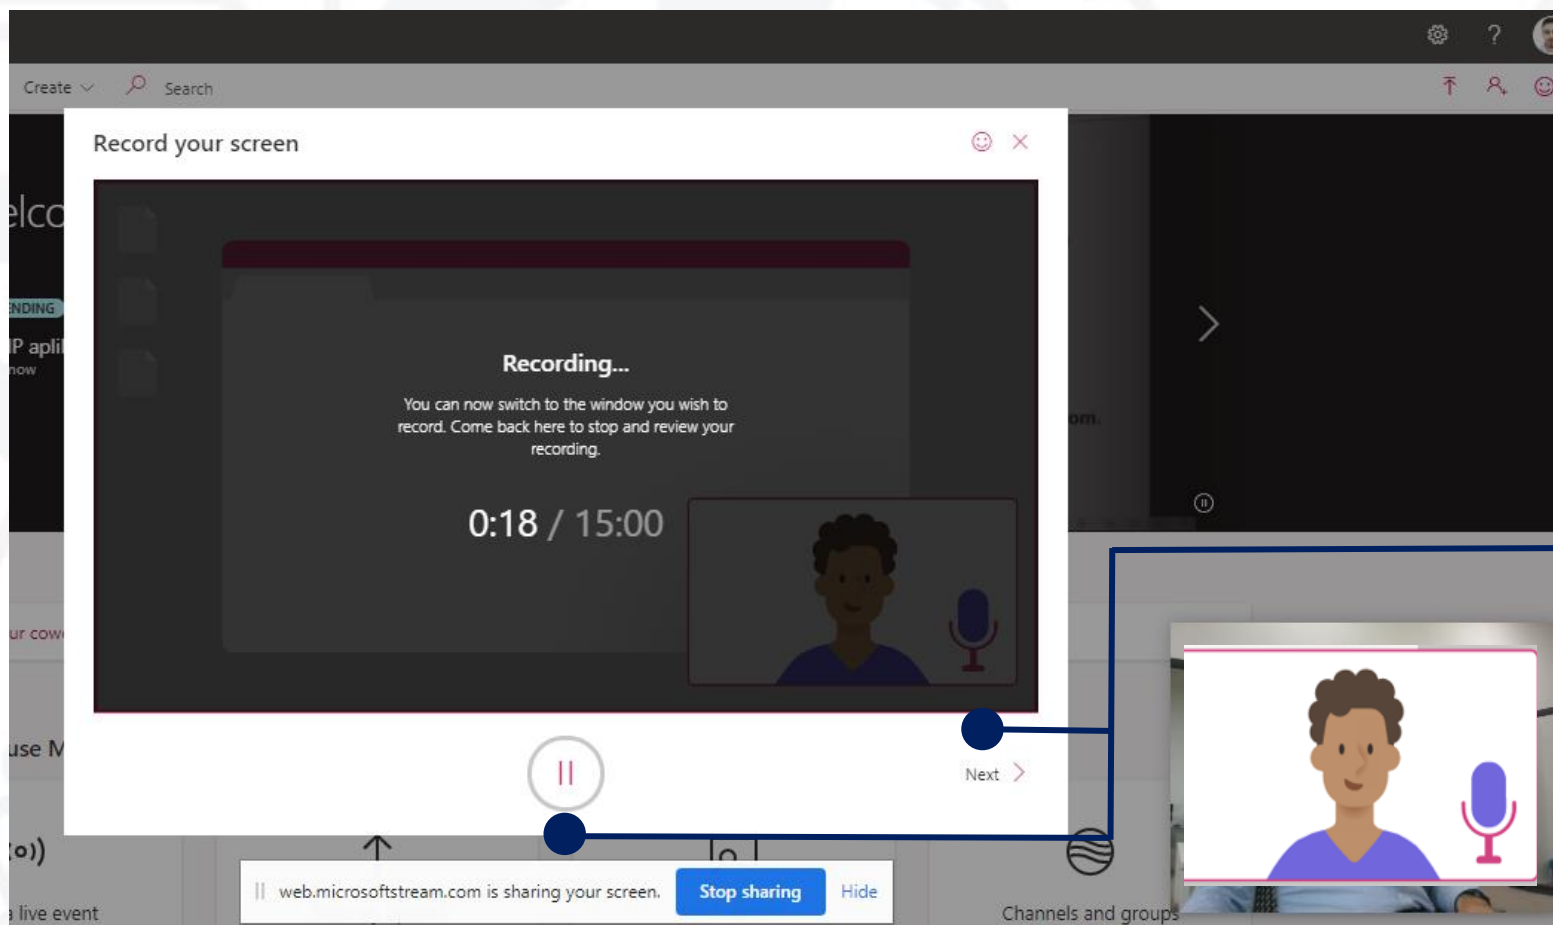 ?
Create
Search
Record your screen
elco
ENDING
IP apli
now
Recording...
You can now switch to the window you wish to
record. Come back here to stop and review your
recording.
0:18 / 15:00
om.
ur cow
use M
Next
web.microsoftstream.com is sharing your screen.
Stop sharing
Hide
a live event
Channels and groups